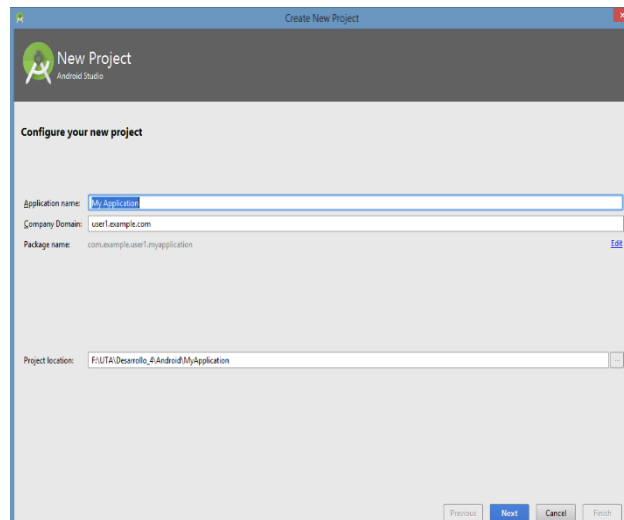 Create New Project
New Project
Android Studio
Configure your new project
Application name: My Application
Company Domain: user1.example.com
Package name: com.example.user1.myapplication Edit
Project location: F:\UTA\Desarrollo_4\Android\MyApplication ...
Previous Next Cancel Finish